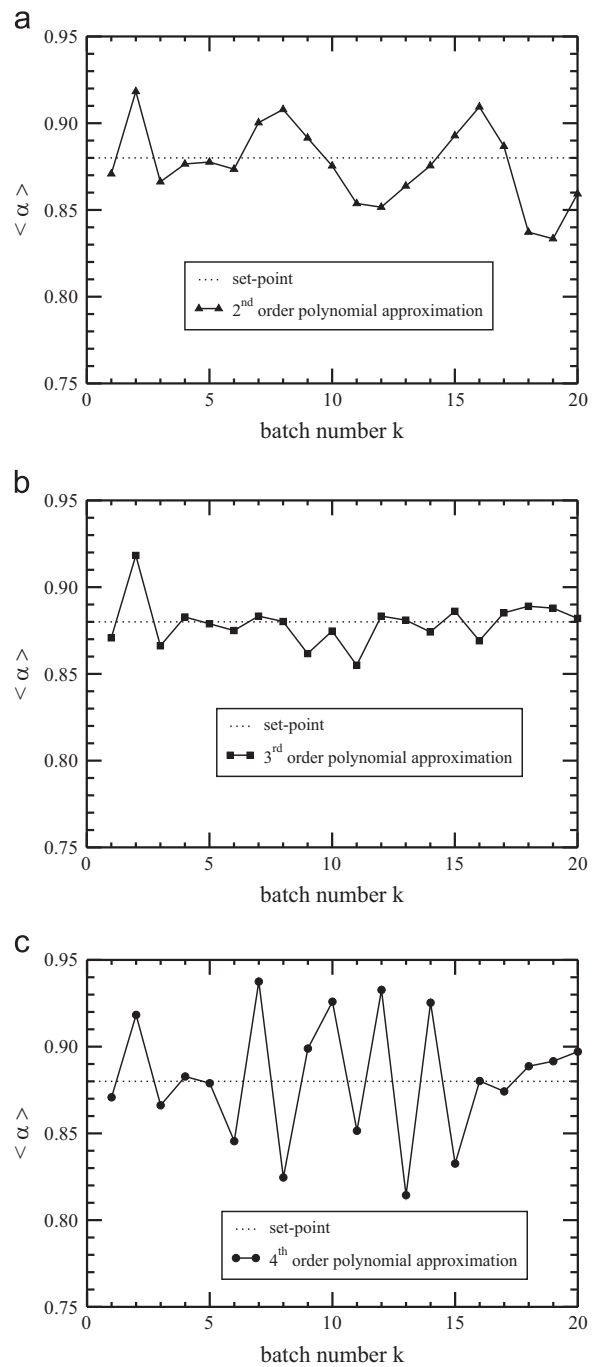 a
0.95
0.90
0.85
0.80
0.75
< α >
set-point
2nd order polynomial approximation
0 5 10 15 20
batch number k
b
0.95
0.90
0.85
0.80
0.75
< α >
set-point
3rd order polynomial approximation
0 5 10 15 20
batch number k
c
0.95
0.90
0.85
0.80
0.75
< α >
set-point
4th order polynomial approximation
0 5 10 15 20
batch number k